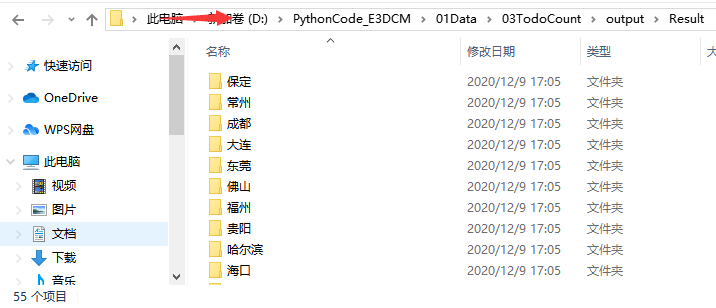 此电脑 (D:) PythonCode_E3DCM 01Data 03TodoCount output Result
名称 修改日期 类型
快速访问
OneDrive
WPS网盘
此电脑
视频
图片
文档
下载
音乐
保定 2020/12/9 17:05 文件夹
常州 2020/12/9 17:05 文件夹
成都 2020/12/9 17:05 文件夹
大连 2020/12/9 17:05 文件夹
东莞 2020/12/9 17:05 文件夹
佛山 2020/12/9 17:05 文件夹
福州 2020/12/9 17:05 文件夹
贵阳 2020/12/9 17:05 文件夹
哈尔滨 2020/12/9 17:05 文件夹
海口 2020/12/9 17:05 文件夹
55 个项目